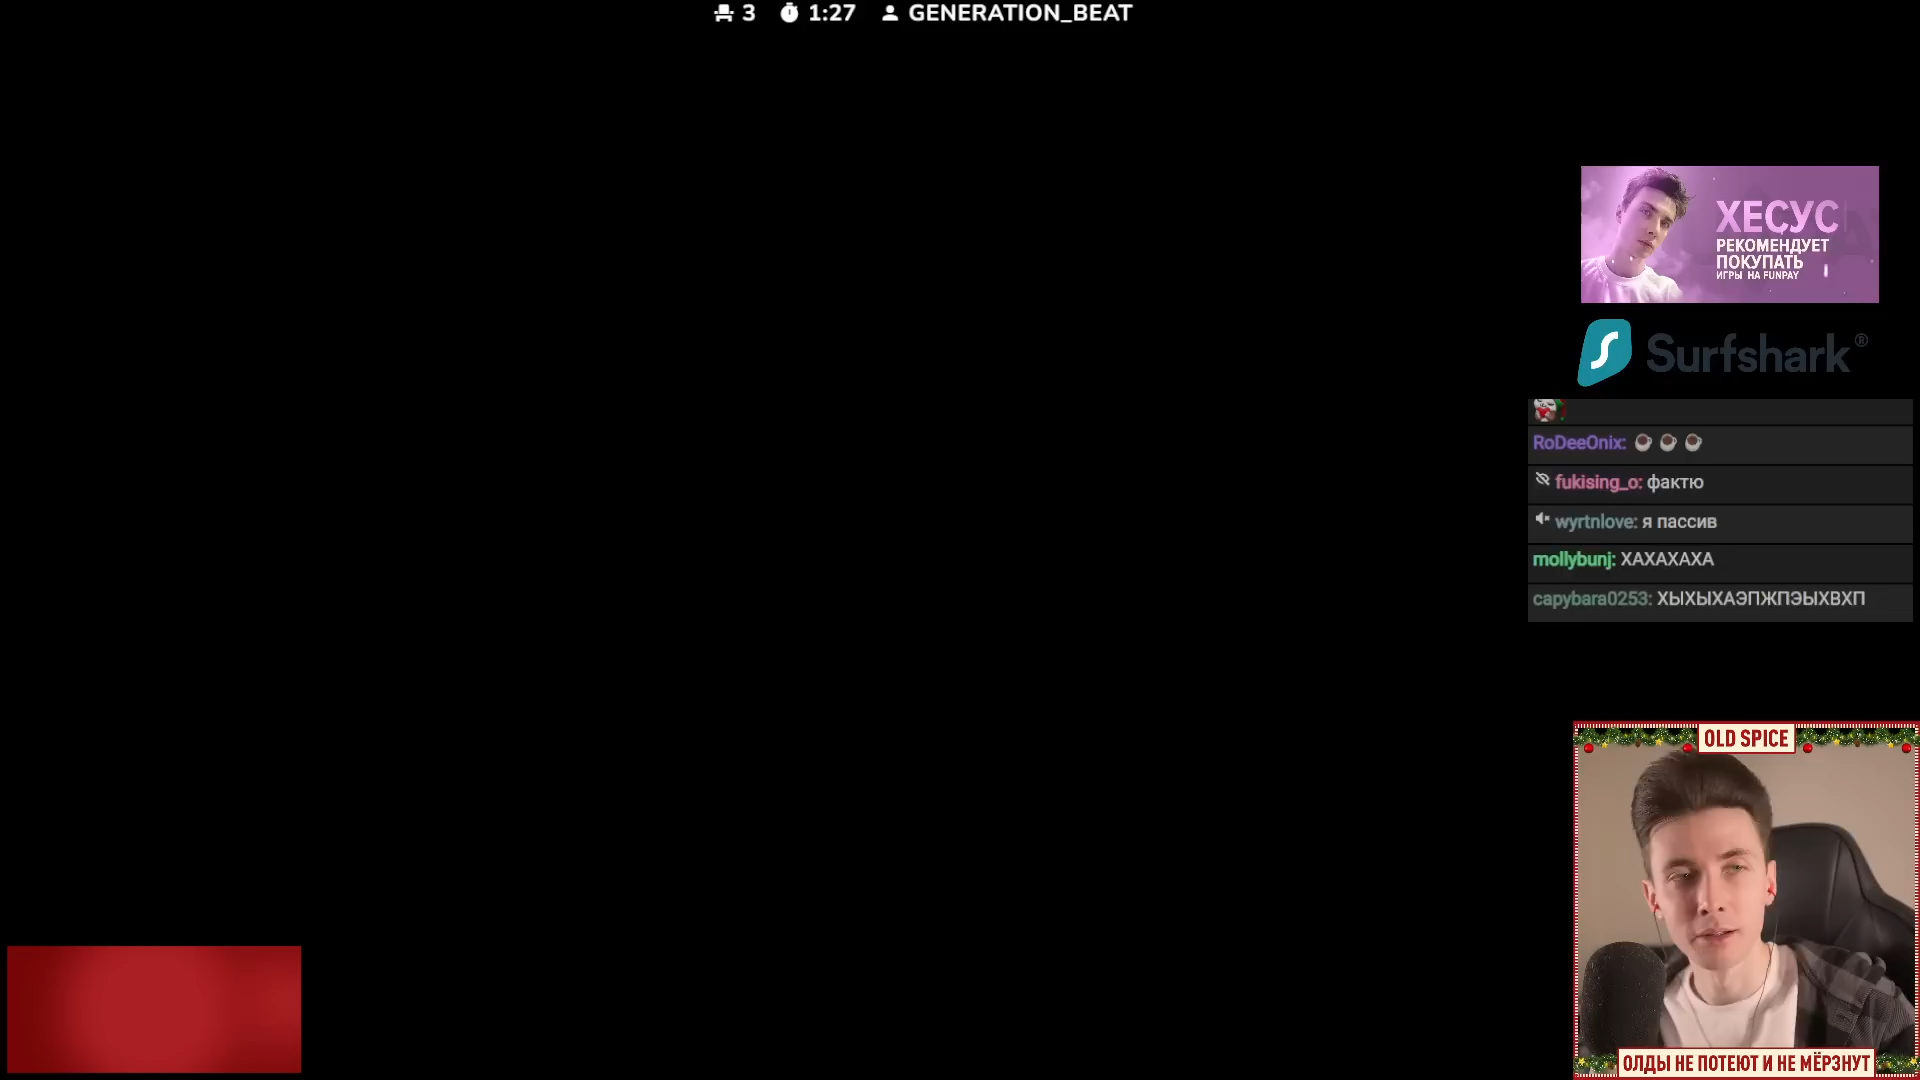 3 1:27 GENERATION_BEAT
ХЕСУС
РЕКОМЕНДУЕТ
ПОКУПАТЬ
ИГРЫ НА FUNPAY
Surfshark®
RoDeeOnix:
fukising_o: фактю
wyrtnlove: я пассив
mollybunj: ХАХАХАХА
capybara0253: ХЫХЫХАЭПЖПЭЫХВХП
OLD SPICE
ОЛДЫ НЕ ПОТЕЮТ И НЕ МЁРЗНУТ